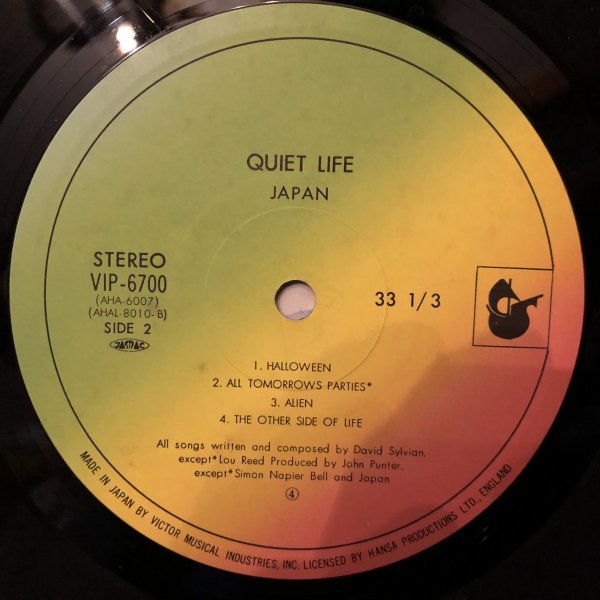 QUIET LIFE
JAPAN
STEREO
VIP-6700
(AHA-6007)
(AHAL-8010-B)
SIDE 2
JASRAC
33 1/3
1. HALLOWEEN
2. ALL TOMORROWS PARTIES*
3. ALIEN
4. THE OTHER SIDE OF LIFE
All songs written and composed by David Sylvian,
except*Lou Reed Produced by John Punter,
except*Simon Napier Bell and Japan
④
MADE IN JAPAN BY VICTOR MUSICAL INDUSTRIES, INC. LICENSED BY HANSA PRODUCTIONS LTD., ENGLAND